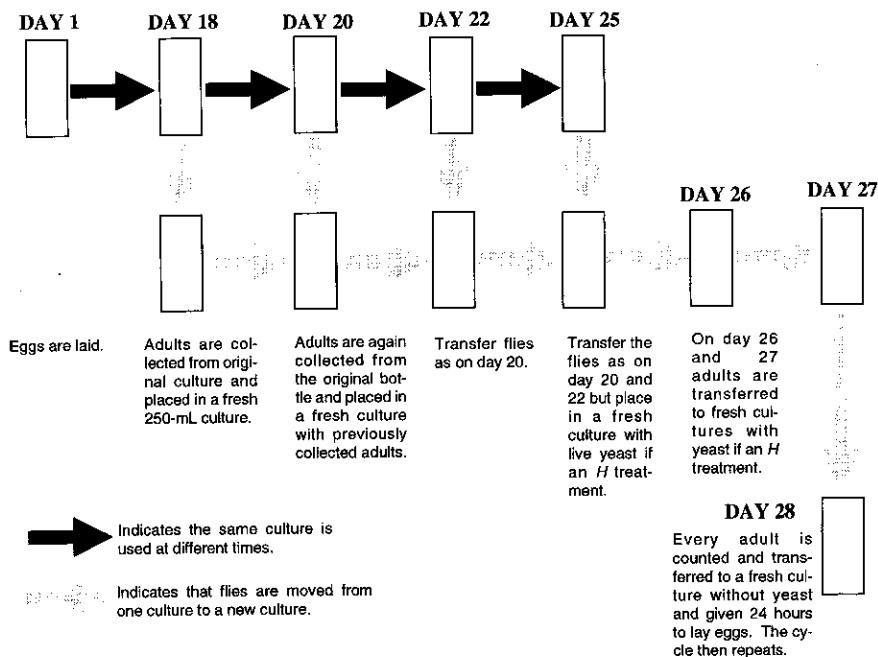 DAY 1
DAY 18
DAY 20
DAY 22
DAY 25
DAY 26
DAY 27
Eggs are laid.
Adults are col-
lected from origi-
nal culture and
placed in a fresh
250-mL culture.
Adults are again
collected from
the original bot-
tle and placed in
a fresh culture
with previously
collected adults.
Transfer flies
as on day 20.
Transfer the
flies as on
day 20 and
22 but place
in a fresh
culture with
live yeast if
an H treat-
ment.
On day 26
and 27
adults are
transferred
to fresh cul-
tures with
yeast if an H
treatment.
Indicates the same culture is
used at different times.
Indicates that flies are moved from
one culture to a new culture.
DAY 28
Every adult is
counted and trans-
ferred to a fresh cul-
ture without yeast
and given 24 hours
to lay eggs. The cy-
cle then repeats.